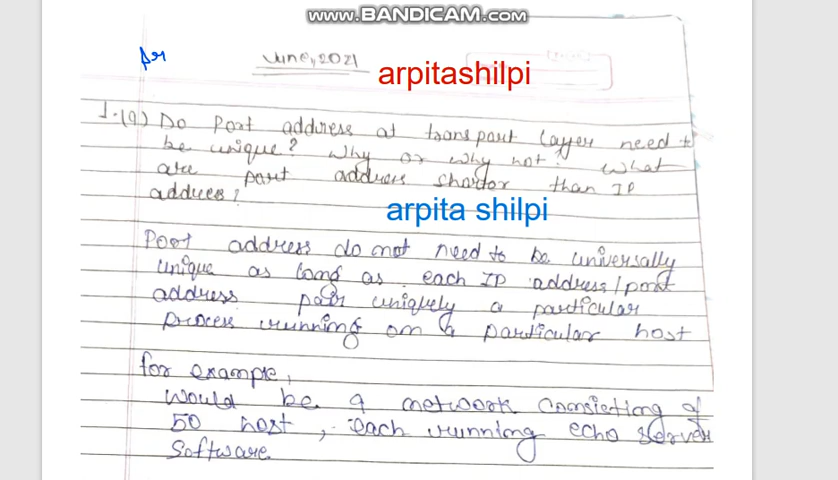 www.BANDICAM.com
Ar
June, 2021
arpitashilpi
1.(a) Do Port address at transport layer need to
be unique? Why or why not? What
are port address shorter than IP
address?
arpita shilpi
Port address do not need to be universally
unique as long as each IP address/port
address pair uniquely a particular
process running on a particular host
for example,
Would be a network consisting of
50 host, each running echo server
Software.